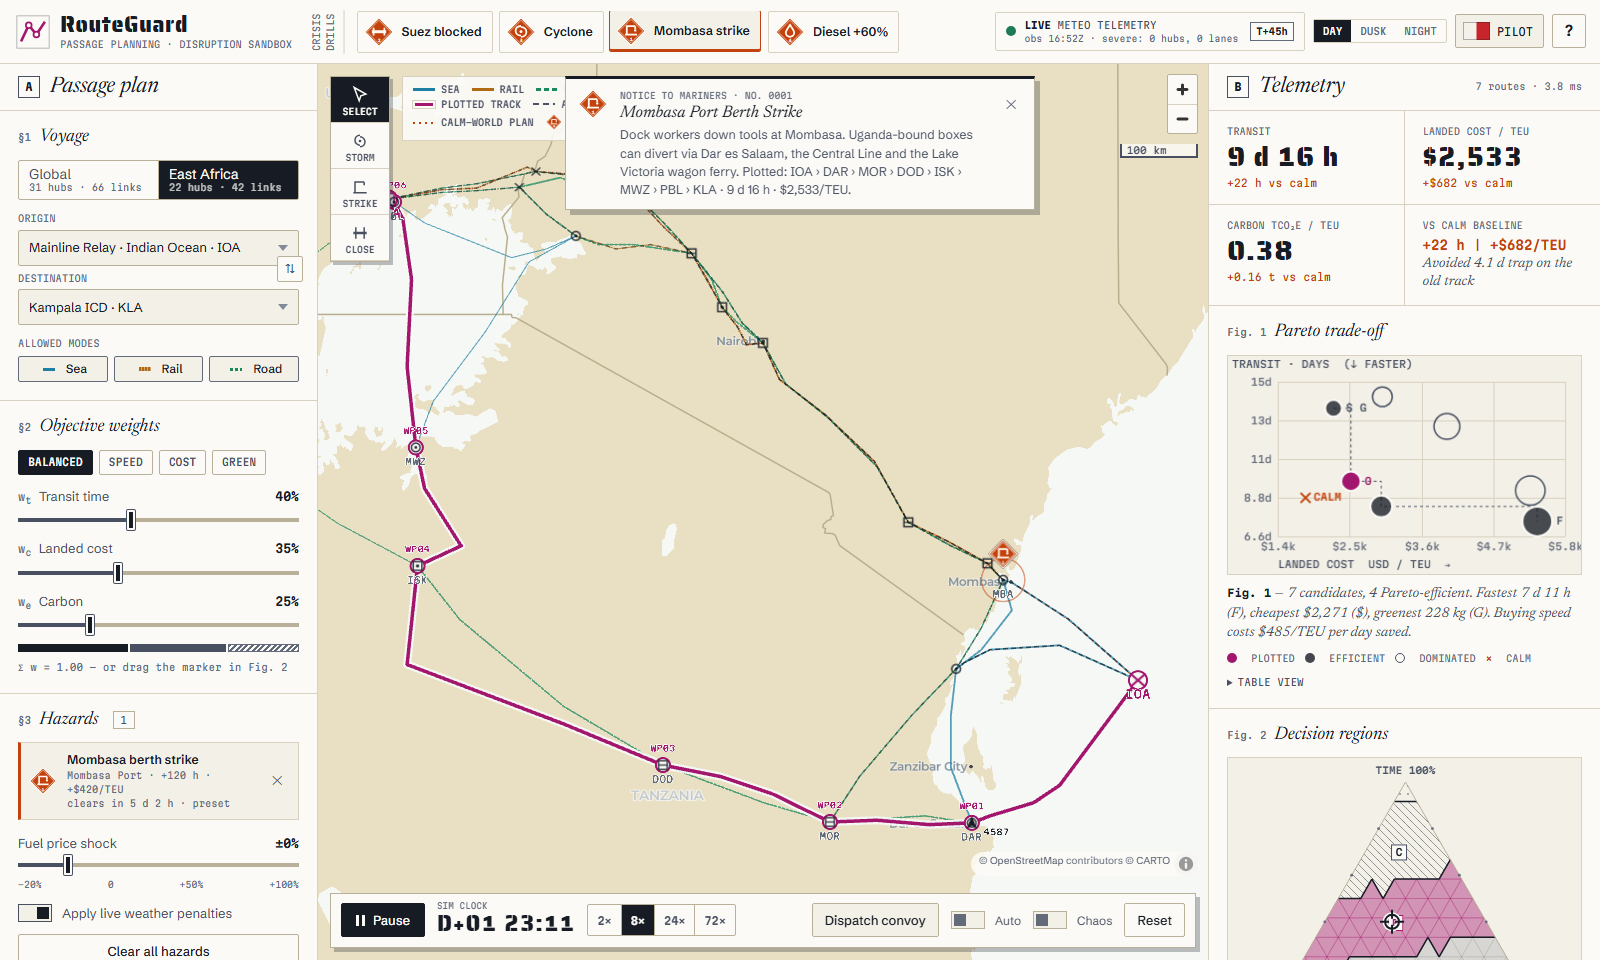 RouteGuard
PASSAGE PLANNING · DISRUPTION SANDBOX
CRISIS DRILLS
Suez blocked
Cyclone
Mombasa strike
Diesel +60%
LIVE METEO TELEMETRY
obs 16:52Z · severe: 0 hubs, 0 lanes
T+45h
DAY DUSK NIGHT
PILOT
?
A Passage plan
§1 Voyage
Global
31 hubs · 66 links
East Africa
22 hubs · 42 links
ORIGIN
Mainline Relay · Indian Ocean · IOA
DESTINATION
Kampala ICD · KLA
ALLOWED MODES
Sea Rail Road
§2 Objective weights
BALANCED SPEED COST GREEN
wt Transit time 40%
wc Landed cost 35%
we Carbon 25%
Σ w = 1.00 — or drag the marker in Fig. 2
§3 Hazards 1
Mombasa berth strike
Mombasa Port · +120 h ·
+$420/TEU
clears in 5 d 2 h · preset
Fuel price shock ±0%
−20% 0 +50% +100%
Apply live weather penalties
Clear all hazards
SELECT
STORM
STRIKE
CLOSE
SEA RAIL
PLOTTED TRACK
CALM-WORLD PLAN
NOTICE TO MARINERS · NO. 0001
Mombasa Port Berth Strike
Dock workers down tools at Mombasa. Uganda-bound boxes
can divert via Dar es Salaam, the Central Line and the Lake
Victoria wagon ferry. Plotted: IOA › DAR › MOR › DOD › ISK ›
MWZ › PBL › KLA · 9 d 16 h · $2,533/TEU.
+
−
100 km
WP05
MWZ
WP04
ISK
WP03
DOD
TANZANIA
WP02
MOR
WP01
DAR
4587
Zanzibar City
MBA
IOA
© OpenStreetMap contributors © CARTO
Pause
SIM CLOCK
D+01 23:11
2× 8× 24× 72×
Dispatch convoy
Auto
Chaos
Reset
B Telemetry
7 routes · 3.8 ms
TRANSIT
9 d 16 h
+22 h vs calm
LANDED COST / TEU
$2,533
+$682 vs calm
CARBON TCO₂E / TEU
0.38
+0.16 t vs calm
VS CALM BASELINE
+22 h | +$682/TEU
Avoided 4.1 d trap on the
old track
Fig. 1 Pareto trade-off
TRANSIT · DAYS (↓ FASTER)
15d
13d
11d
8.8d
6.6d
$ G
CALM
F
$1.4k $2.5k $3.6k $4.7k $5.8k
LANDED COST USD / TEU →
Fig. 1 — 7 candidates, 4 Pareto-efficient. Fastest 7 d 11 h
(F), cheapest $2,271 ($), greenest 228 kg (G). Buying speed
costs $485/TEU per day saved.
PLOTTED EFFICIENT DOMINATED × CALM
▸ TABLE VIEW
Fig. 2 Decision regions
TIME 100%
C